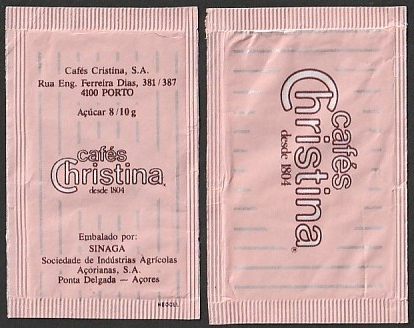 Cafés Cristina, S.A.
Rua Eng. Ferreira Dias, 381/387
4100 PORTO
Açúcar 8/10 g
cafés
Christina
desde 1804
Embalado por:
SINAGA
Sociedade de Indústrias Agrícolas
Açorianas, S.A.
Ponta Delgada — Açores
cafés
Christina®
desde 1804